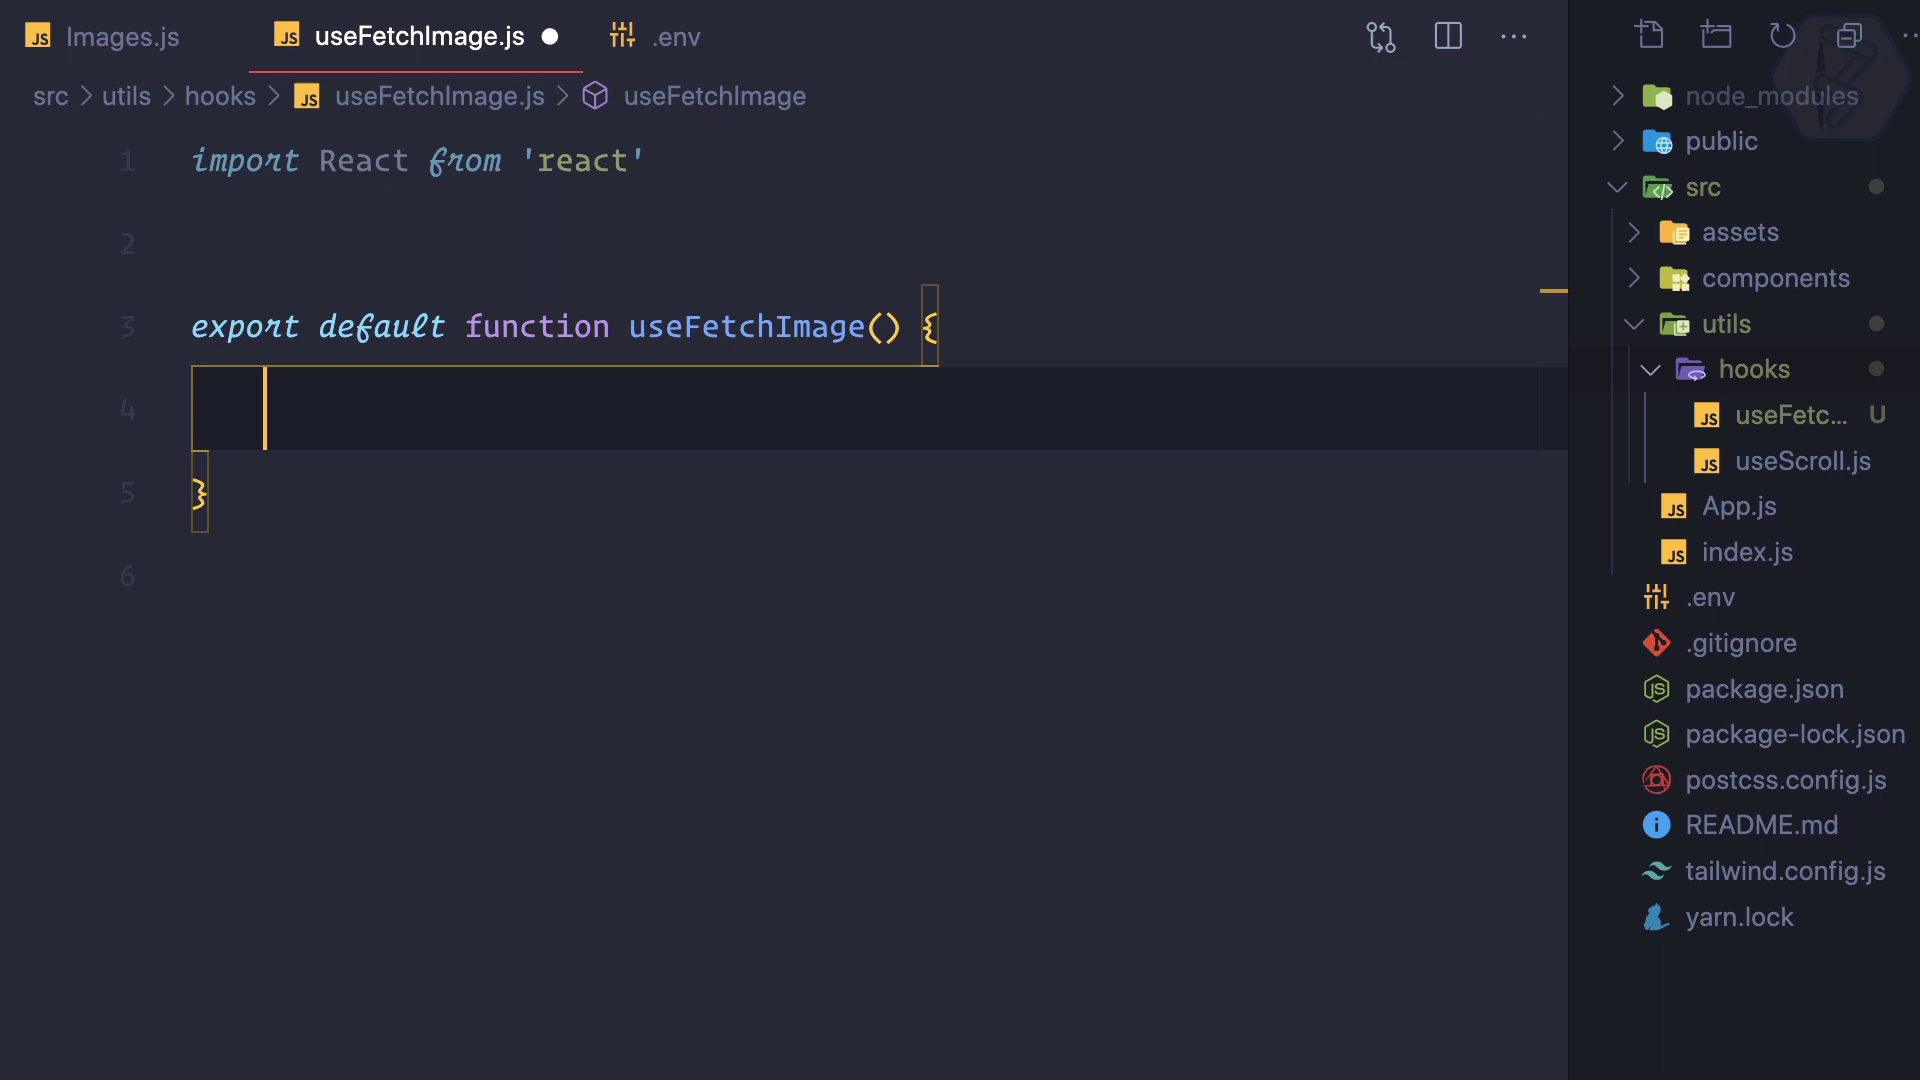 Images.js
useFetchImage.js
.env
src > utils > hooks > useFetchImage.js > useFetchImage
1 import React from 'react'
2
3 export default function useFetchImage() {
4
5 }
6
node_modules
public
src
assets
components
utils
hooks
useFetc... U
useScroll.js
App.js
index.js
.env
.gitignore
package.json
package-lock.json
postcss.config.js
README.md
tailwind.config.js
yarn.lock